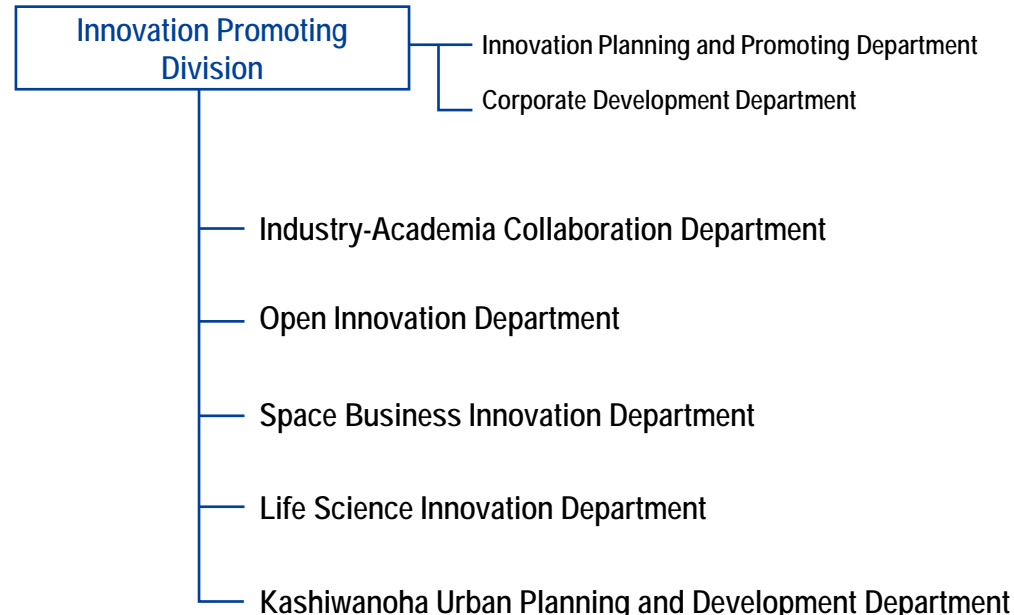 Innovation Promoting
Division
Innovation Planning and Promoting Department
Corporate Development Department
Industry-Academia Collaboration Department
Open Innovation Department
Space Business Innovation Department
Life Science Innovation Department
Kashiwanoha Urban Planning and Development Department